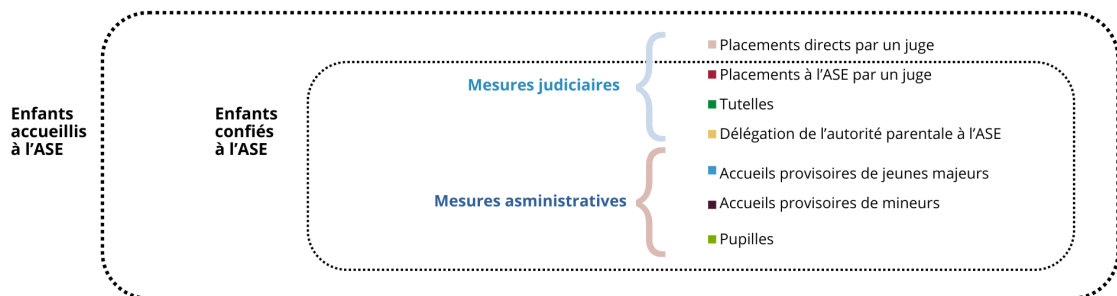 Enfants
accueillis
à l'ASE
Enfants
confiés
à l'ASE
Mesures judiciaires
Placements directs par un juge
Placements à l'ASE par un juge
Tutelles
Délégation de l'autorité parentale à l'ASE
Mesures asministratives
Accueils provisoires de jeunes majeurs
Accueils provisoires de mineurs
Pupilles